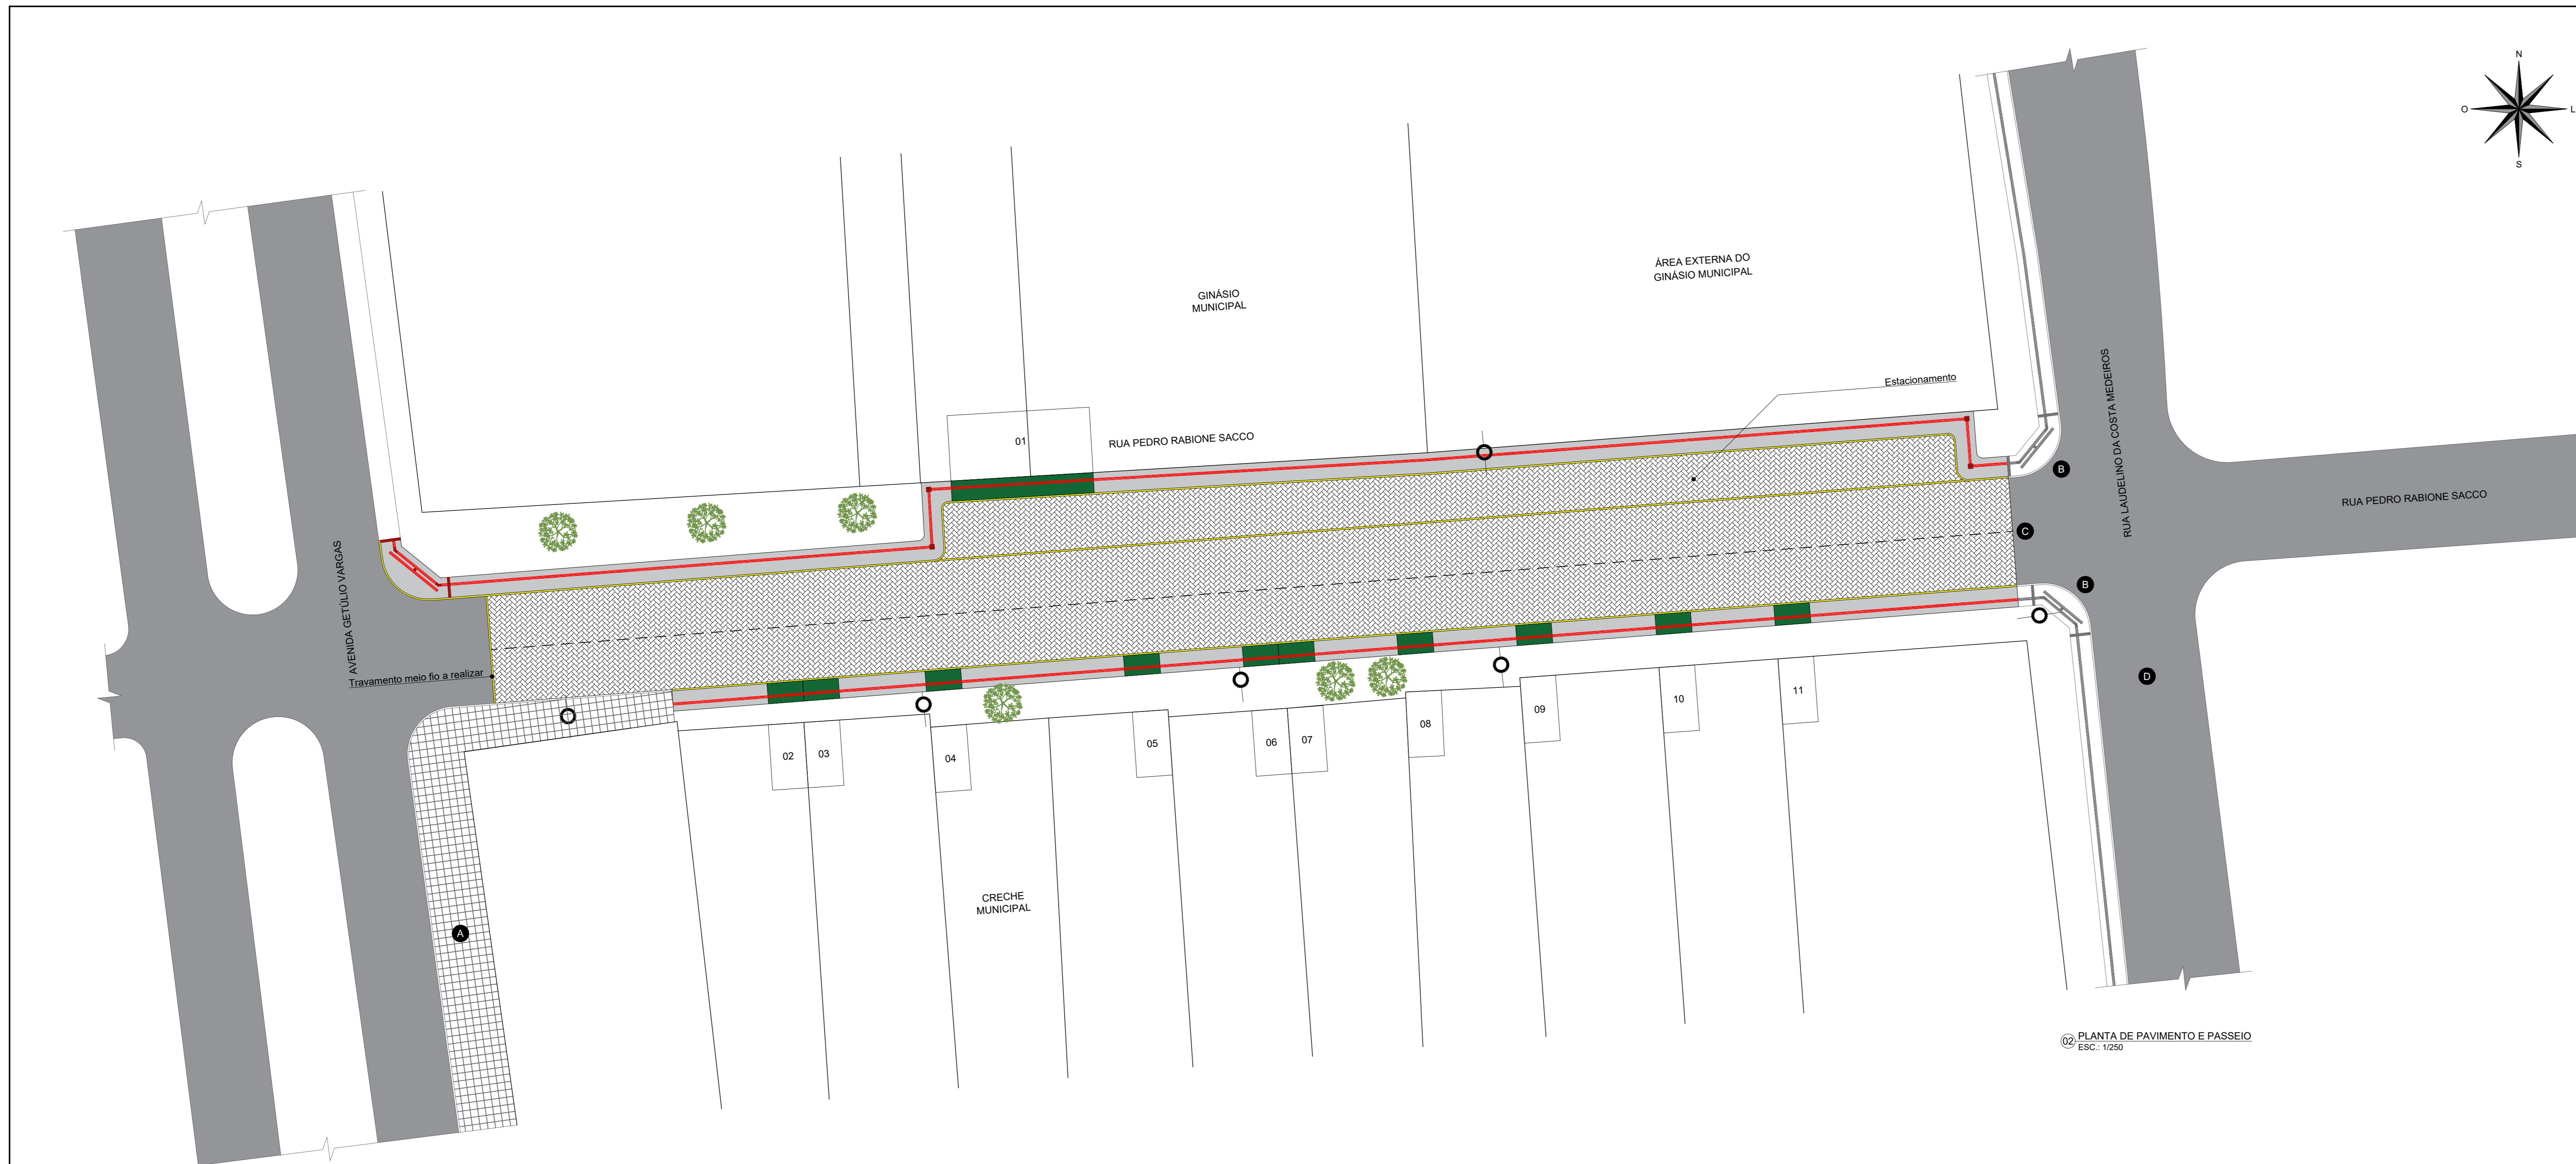 N
O
L
S
ÁREA EXTERNA DO
GINÁSIO MUNICIPAL
GINÁSIO
MUNICIPAL
Estacionamento
01
RUA PEDRO RABIONE SACCO
RUA LAUDELINO DA COSTA MEDEIROS
B
RUA PEDRO RABIONE SACCO
C
AVENIDA GETÚLIO VARGAS
B
Travamento meio fio a realizar
D
02
03
04
05
06
07
08
09
10
11
CRECHE
MUNICIPAL
A
02 PLANTA DE PAVIMENTO E PASSEIO
ESC.: 1/250